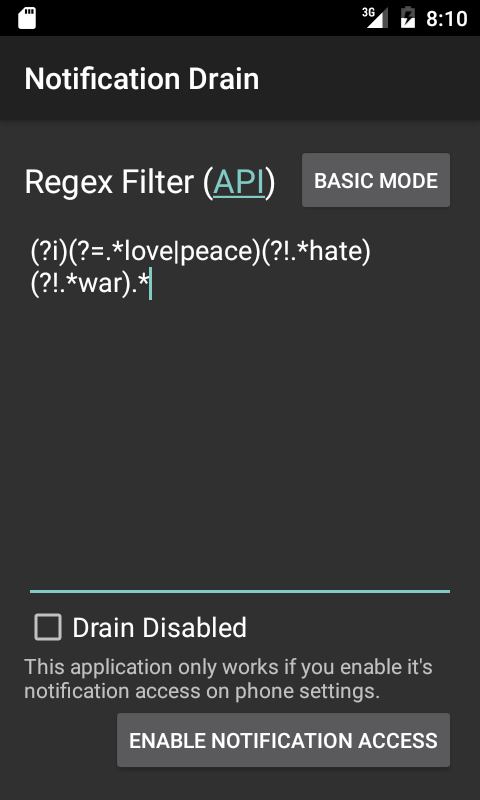 3G
8:10
Notification Drain
Regex Filter (API)
BASIC MODE
(?i)(?=.*love|peace)(?!.*hate)
(?!.*war).*
Drain Disabled
This application only works if you enable it's
notification access on phone settings.
ENABLE NOTIFICATION ACCESS